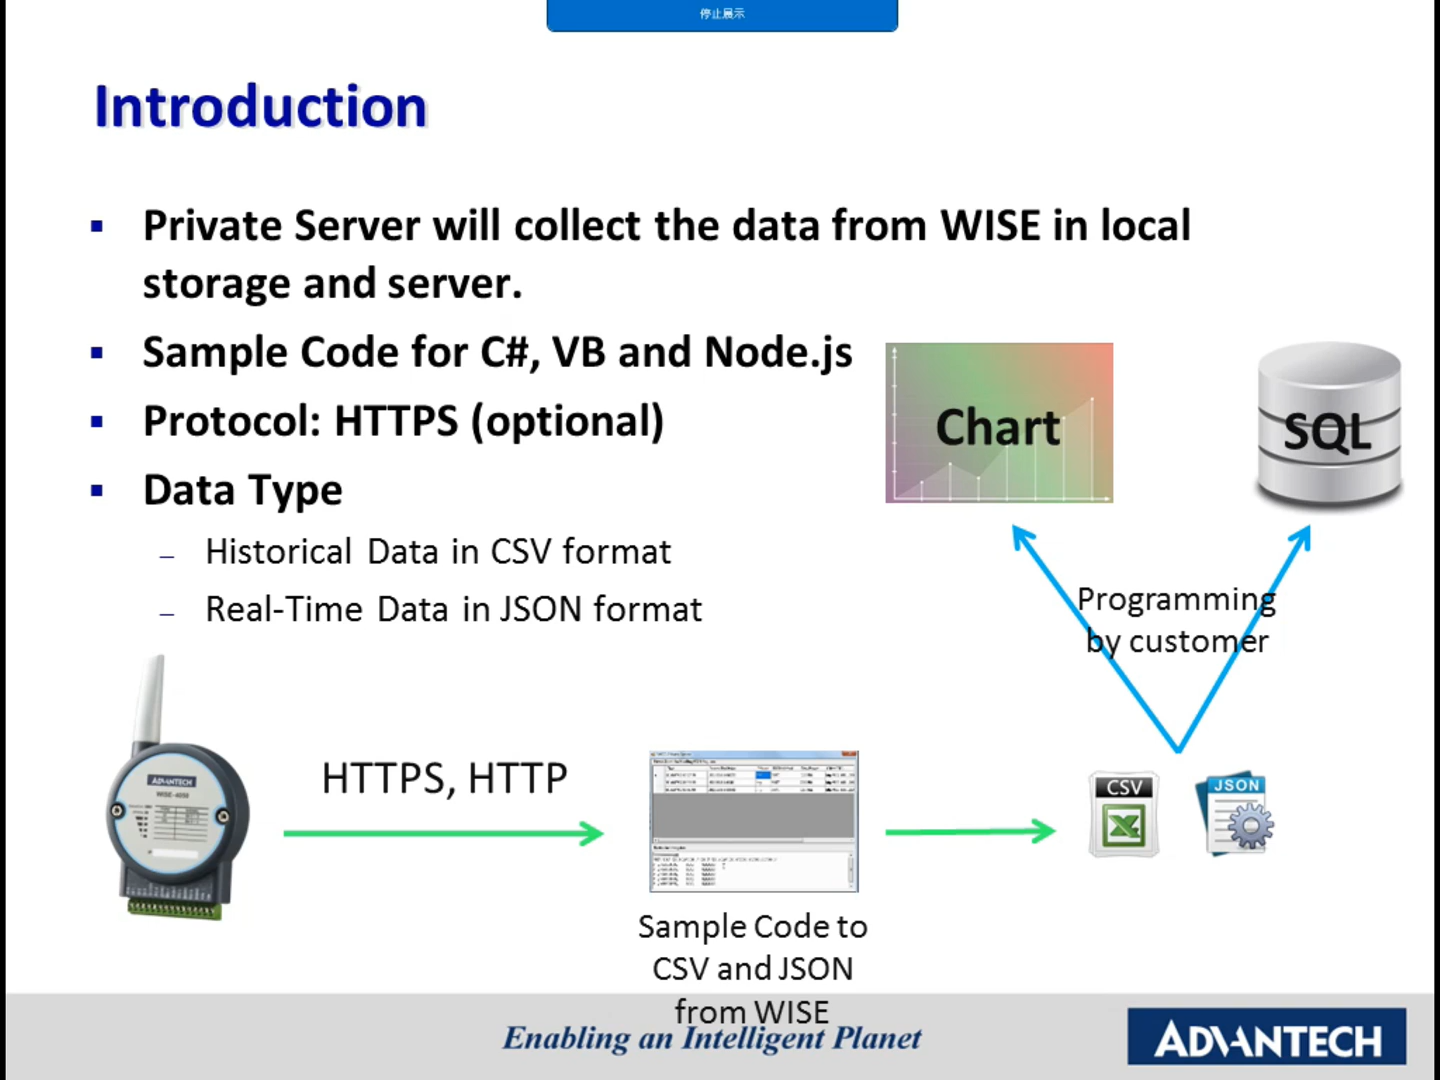 停止展示
Introduction
Private Server will collect the data from WISE in local
storage and server.
Sample Code for C#, VB and Node.js
Protocol: HTTPS (optional)
Data Type
– Historical Data in CSV format
– Real-Time Data in JSON format
Chart
SQL
Programming
by customer
ADVANTECH
HTTPS, HTTP
CSV
JSON
Sample Code to
CSV and JSON
from WISE
Enabling an Intelligent Planet
ADVANTECH